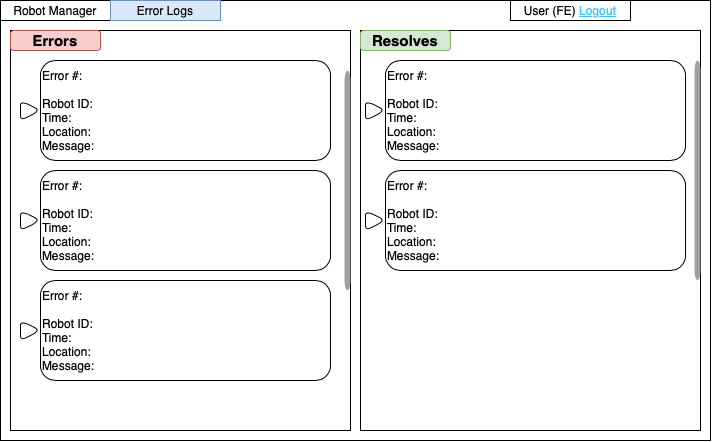 Robot Manager
Error Logs
User (FE) Logout
Errors
Error #:
Robot ID:
Time:
Location:
Message:
Error #:
Robot ID:
Time:
Location:
Message:
Error #:
Robot ID:
Time:
Location:
Message:
Resolves
Error #:
Robot ID:
Time:
Location:
Message:
Error #:
Robot ID:
Time:
Location:
Message: